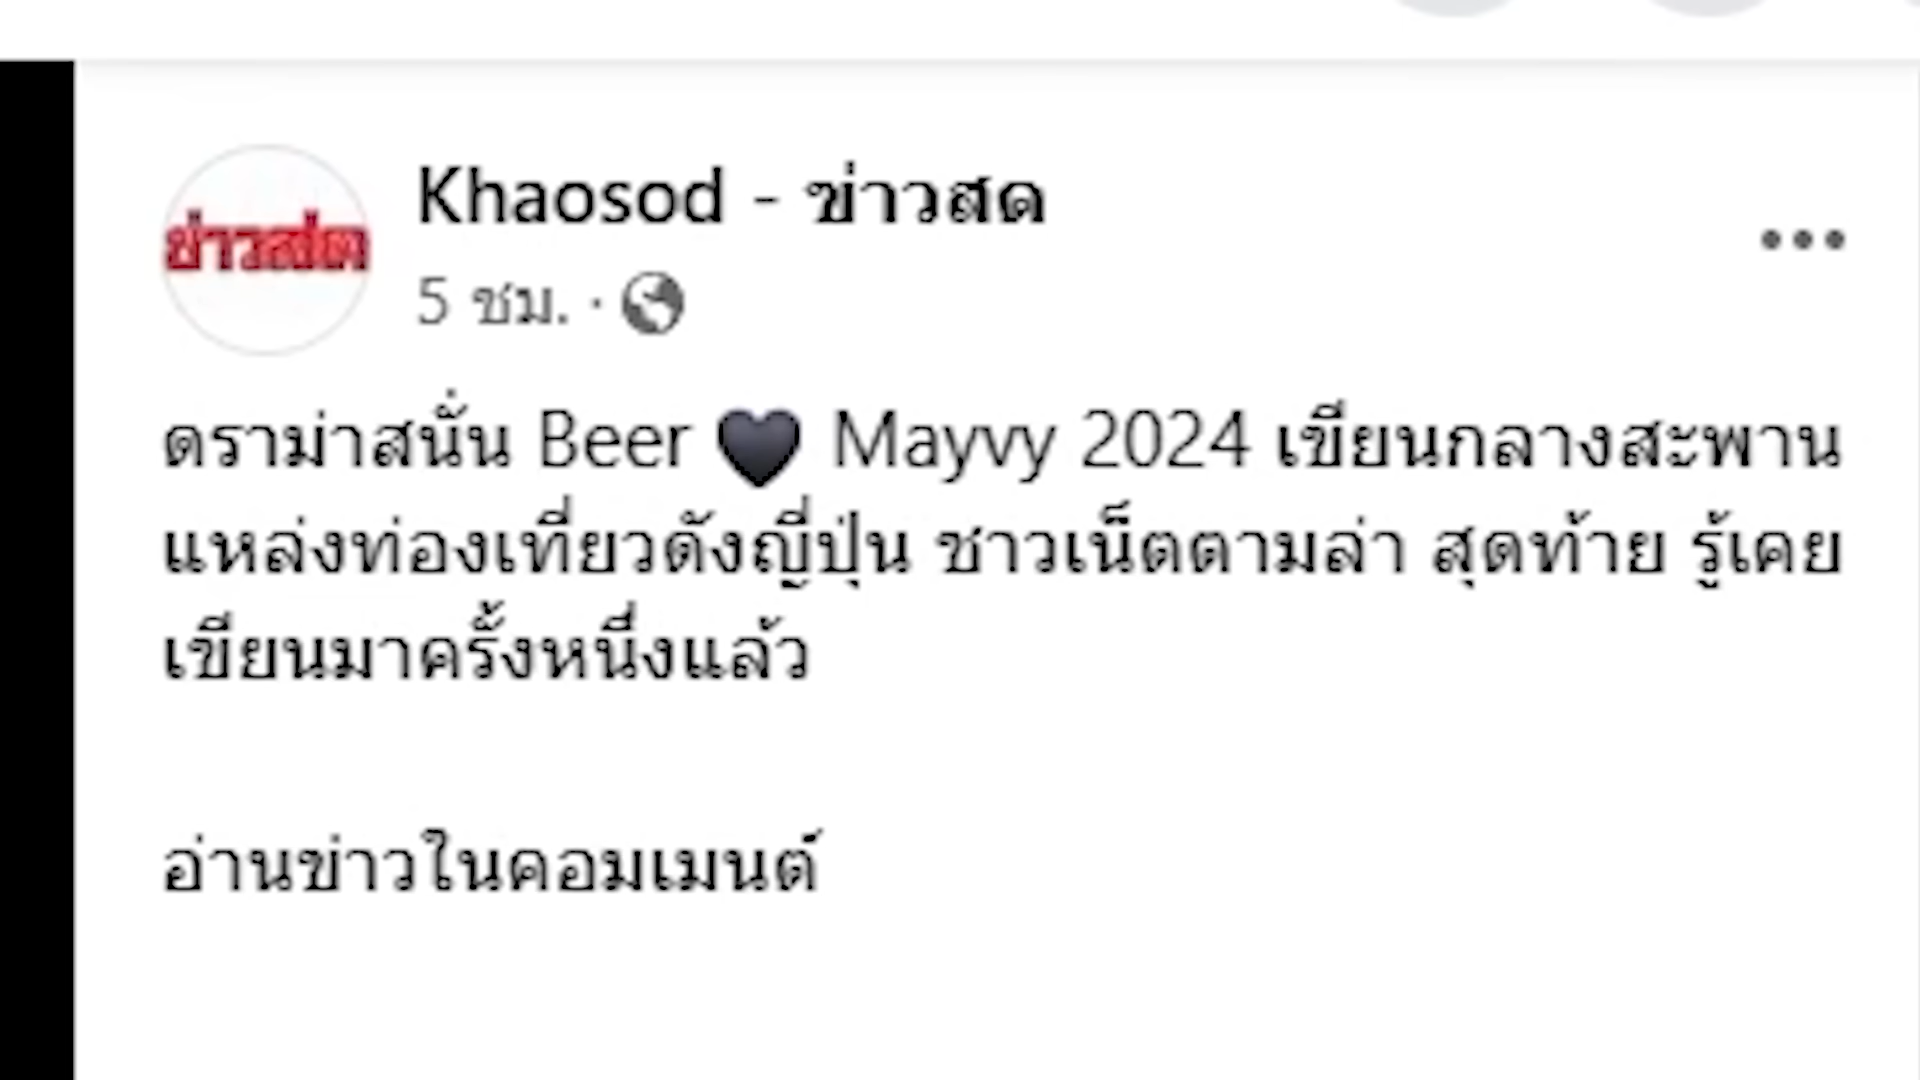 ข่าวสด
Khaosod - ข่าวสด
5 ชม. ·
ดราม่าสนั่น Beer 🖤 Mayvy 2024 เขียนกลางสะพาน
แหล่งท่องเที่ยวดังญี่ปุ่น ชาวเน็ตตามล่า สุดท้าย รู้เคย
เขียนมาครั้งหนึ่งแล้ว
อ่านข่าวในคอมเมนต์